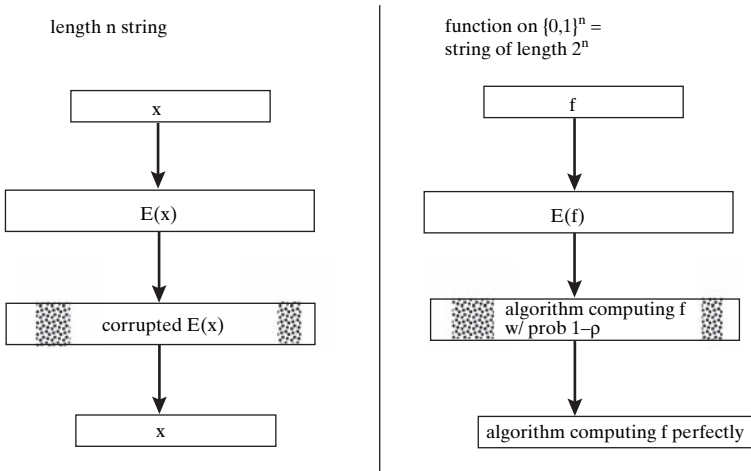 length n string
x
E(x)
corrupted E(x)
x
function on {0,1}ⁿ =
string of length 2ⁿ
f
E(f)
algorithm computing f
w/ prob 1–ρ
algorithm computing f perfectly